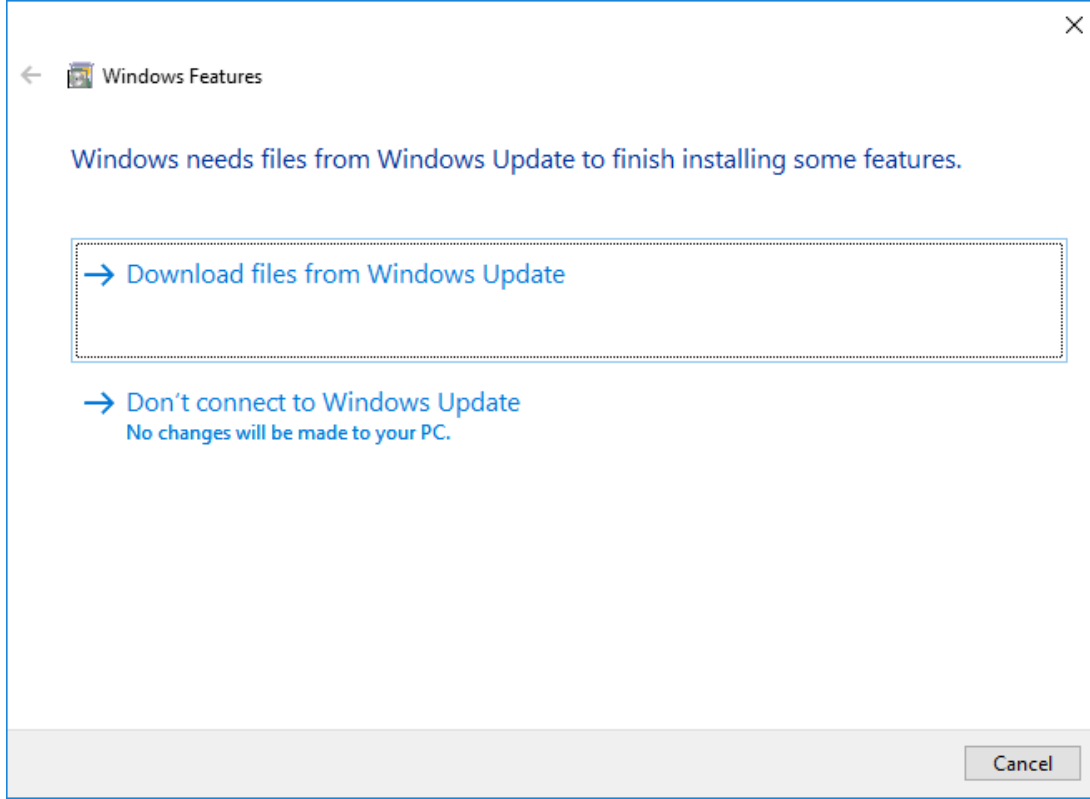 Windows Features
Windows needs files from Windows Update to finish installing some features.
Download files from Windows Update
Don't connect to Windows Update
No changes will be made to your PC.
Cancel